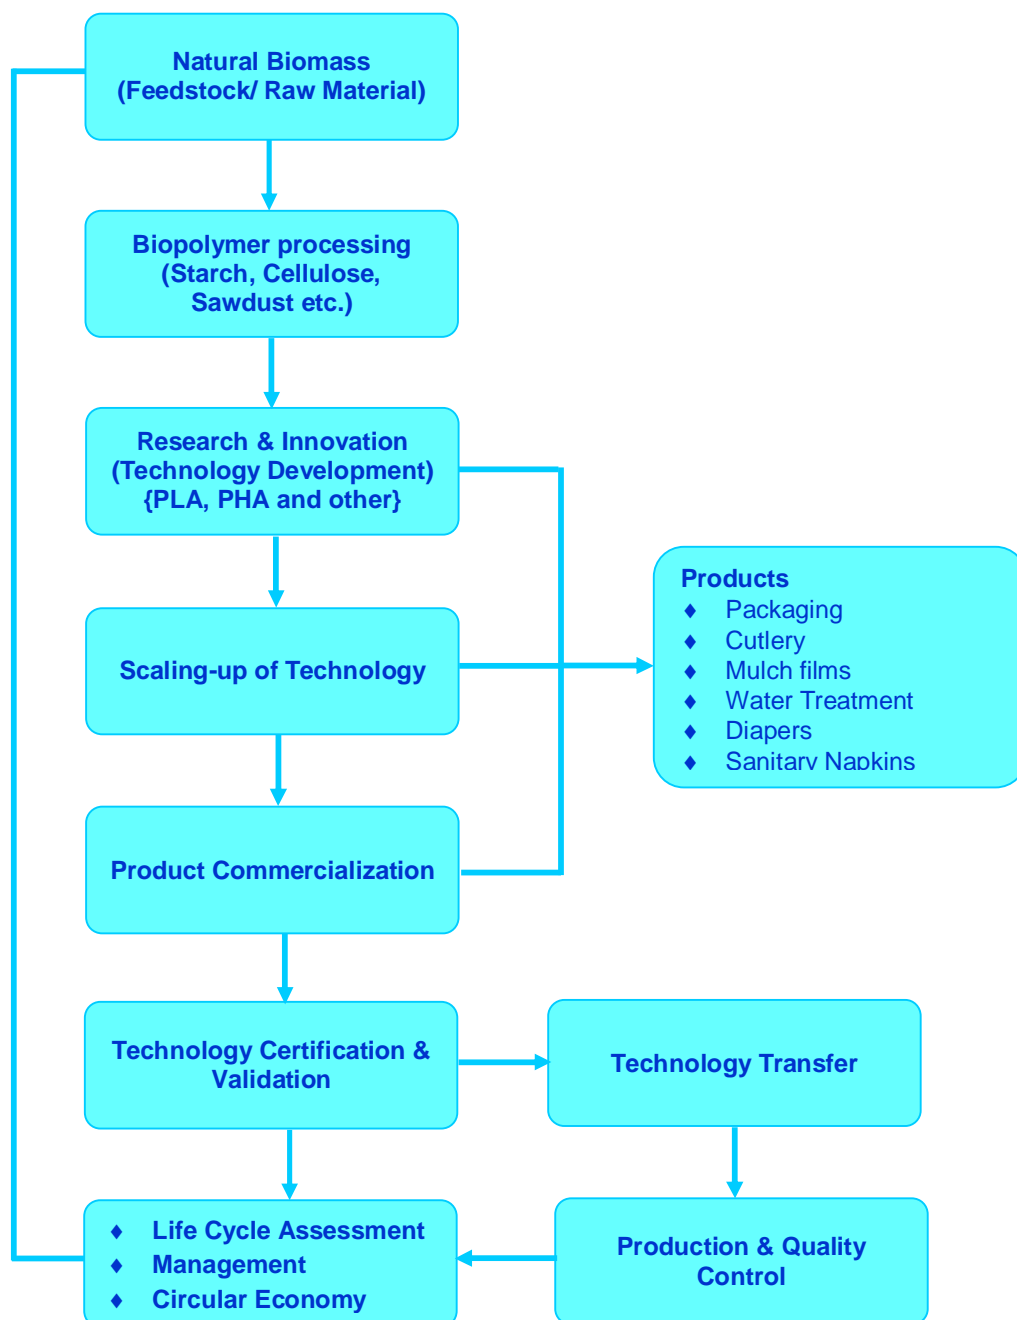 Natural Biomass
(Feedstock/ Raw Material)
Biopolymer processing
(Starch, Cellulose,
Sawdust etc.)
Research & Innovation
(Technology Development)
{PLA, PHA and other}
Scaling-up of Technology
Products
♦ Packaging
♦ Cutlery
♦ Mulch films
♦ Water Treatment
♦ Diapers
♦ Sanitary Napkins
Product Commercialization
Technology Certification &
Validation
Technology Transfer
♦ Life Cycle Assessment
♦ Management
♦ Circular Economy
Production & Quality
Control